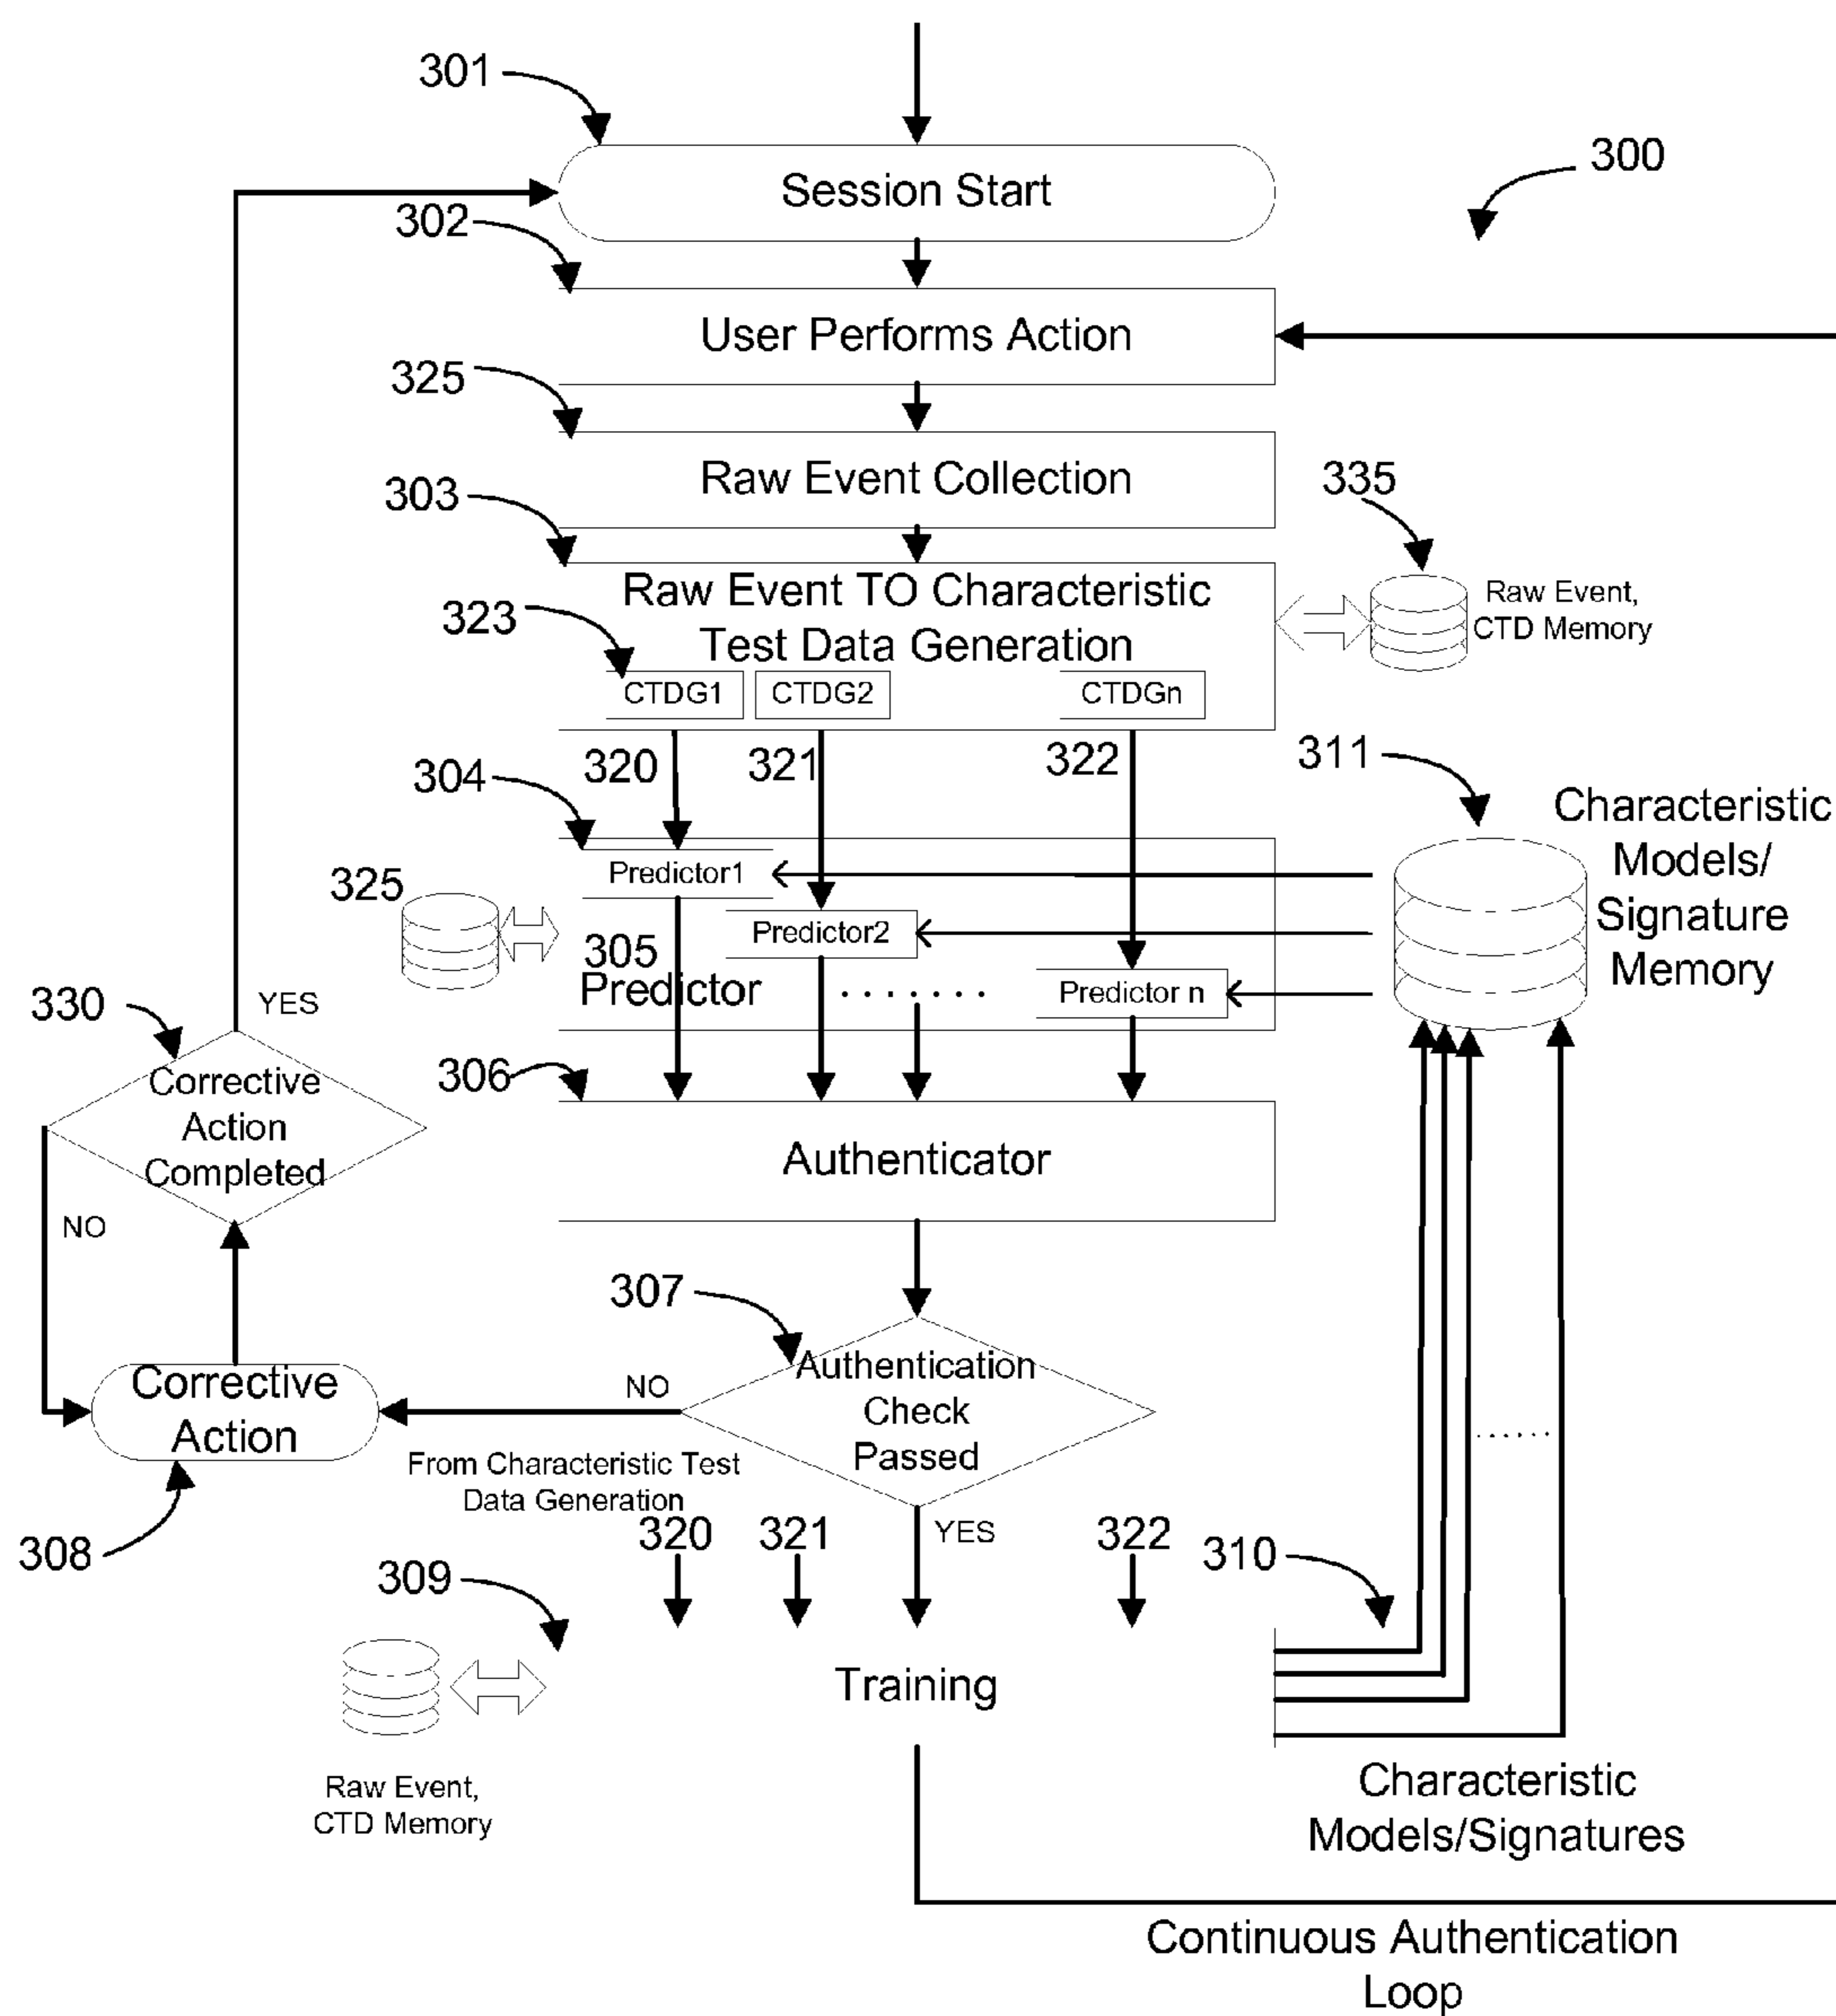 301
300
Session Start
302
User Performs Action
325
Raw Event Collection
303
335
Raw Event TO Characteristic
Test Data Generation
Raw Event,
CTD Memory
323
CTDG1 CTDG2 CTDGn
320 321 322
304
311
Characteristic
Models/
Signature
Memory
Predictor1
325
Predictor2
305
Predictor
.......
Predictor n
330
YES
Corrective
Action
Completed
NO
306
Authenticator
307
Authentication
Check
Passed
NO
Corrective
Action
308
From Characteristic Test
Data Generation
YES
320 321 322
310
......
309
Training
Raw Event,
CTD Memory
Characteristic
Models/Signatures
Continuous Authentication
Loop